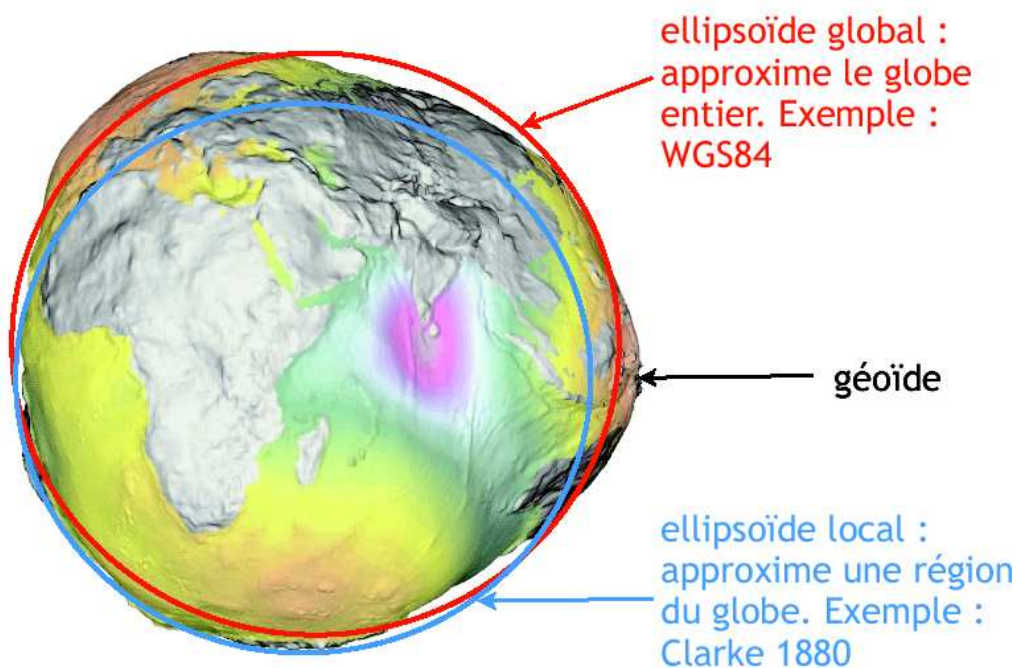 ellipsoïde global :
approxime le globe
entier. Exemple :
WGS84
géoïde
ellipsoïde local :
approxime une région
du globe. Exemple :
Clarke 1880